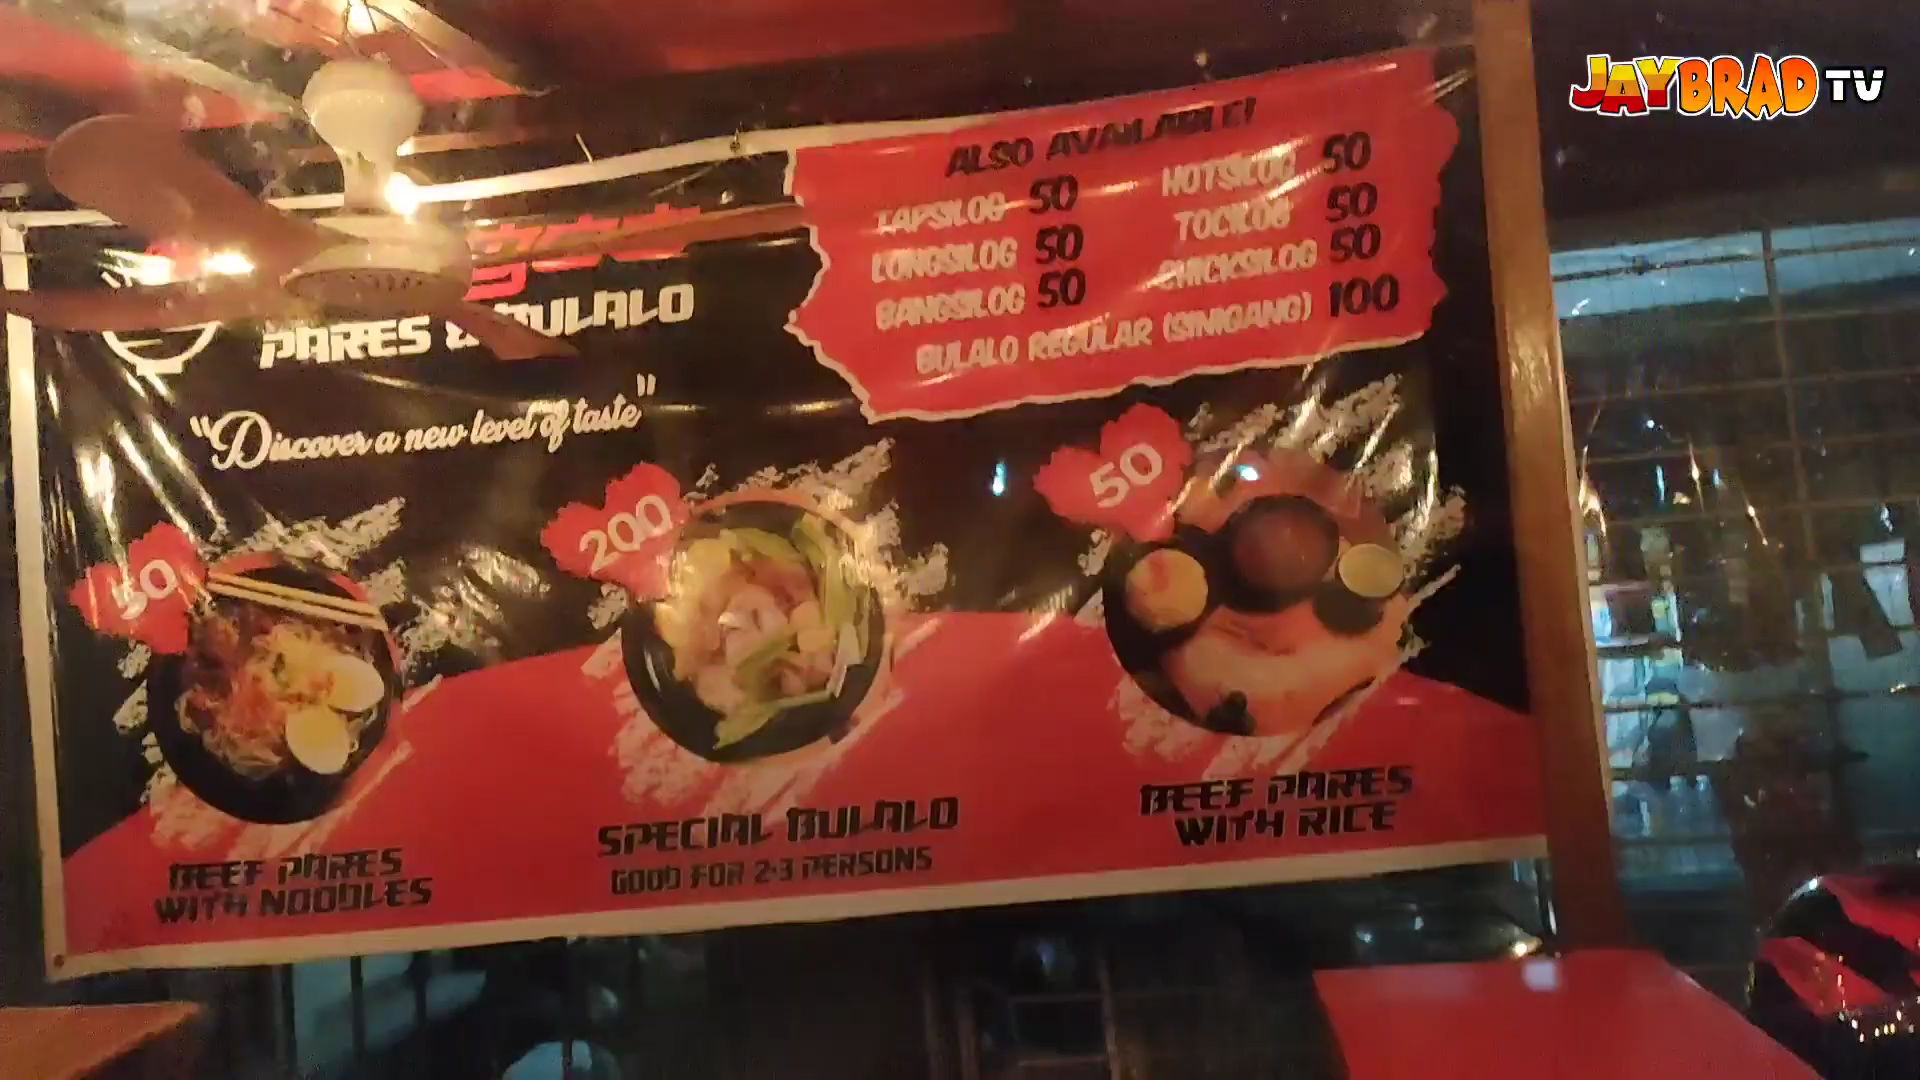 JAYBRAD TV
ALSO AVAILABLE!
TAPSILOG 50
LONGSILOG 50
BANGSILOG 50
HOTSILOG 50
TOCILOG 50
CHICKSILOG 50
BULALO REGULAR (SINIGANG) 100
PARES & BULALO
"Discover a new level of taste"
50
BEEF PARES
WITH NOODLES
200
SPECIAL BULALO
GOOD FOR 2-3 PERSONS
50
BEEF PARES
WITH RICE